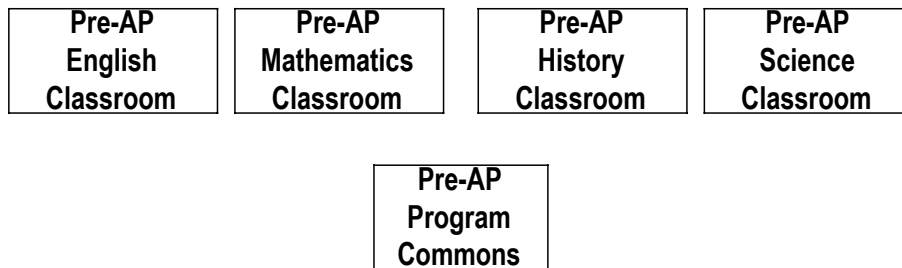 Pre-AP
English
Classroom
Pre-AP
Mathematics
Classroom
Pre-AP
History
Classroom
Pre-AP
Science
Classroom
Pre-AP
Program
Commons